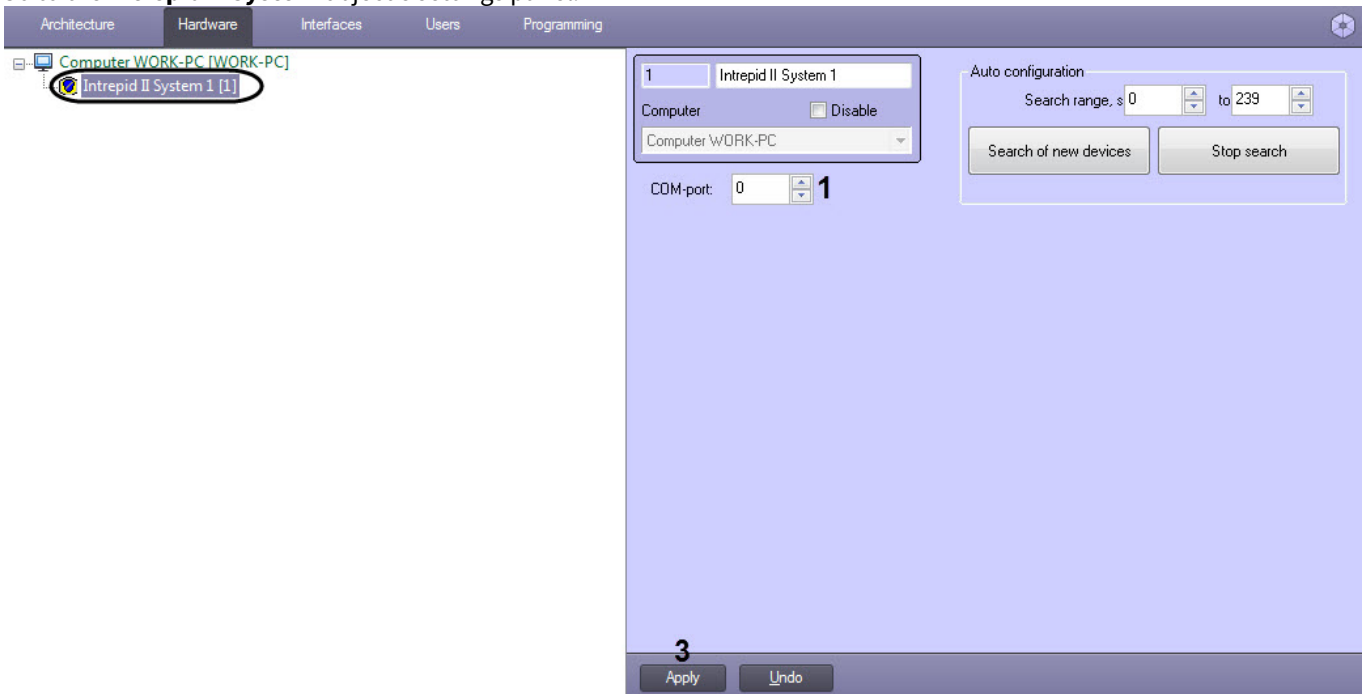 Architecture Hardware Interfaces Users Programming
Computer WORK-PC [WORK-PC]
Intrepid II System 1 [1]
1 Intrepid II System 1
Computer Disable
Computer WORK-PC
COM-port: 0 1
Auto configuration
Search range, s 0 to 239
Search of new devices Stop search
3
Apply Undo